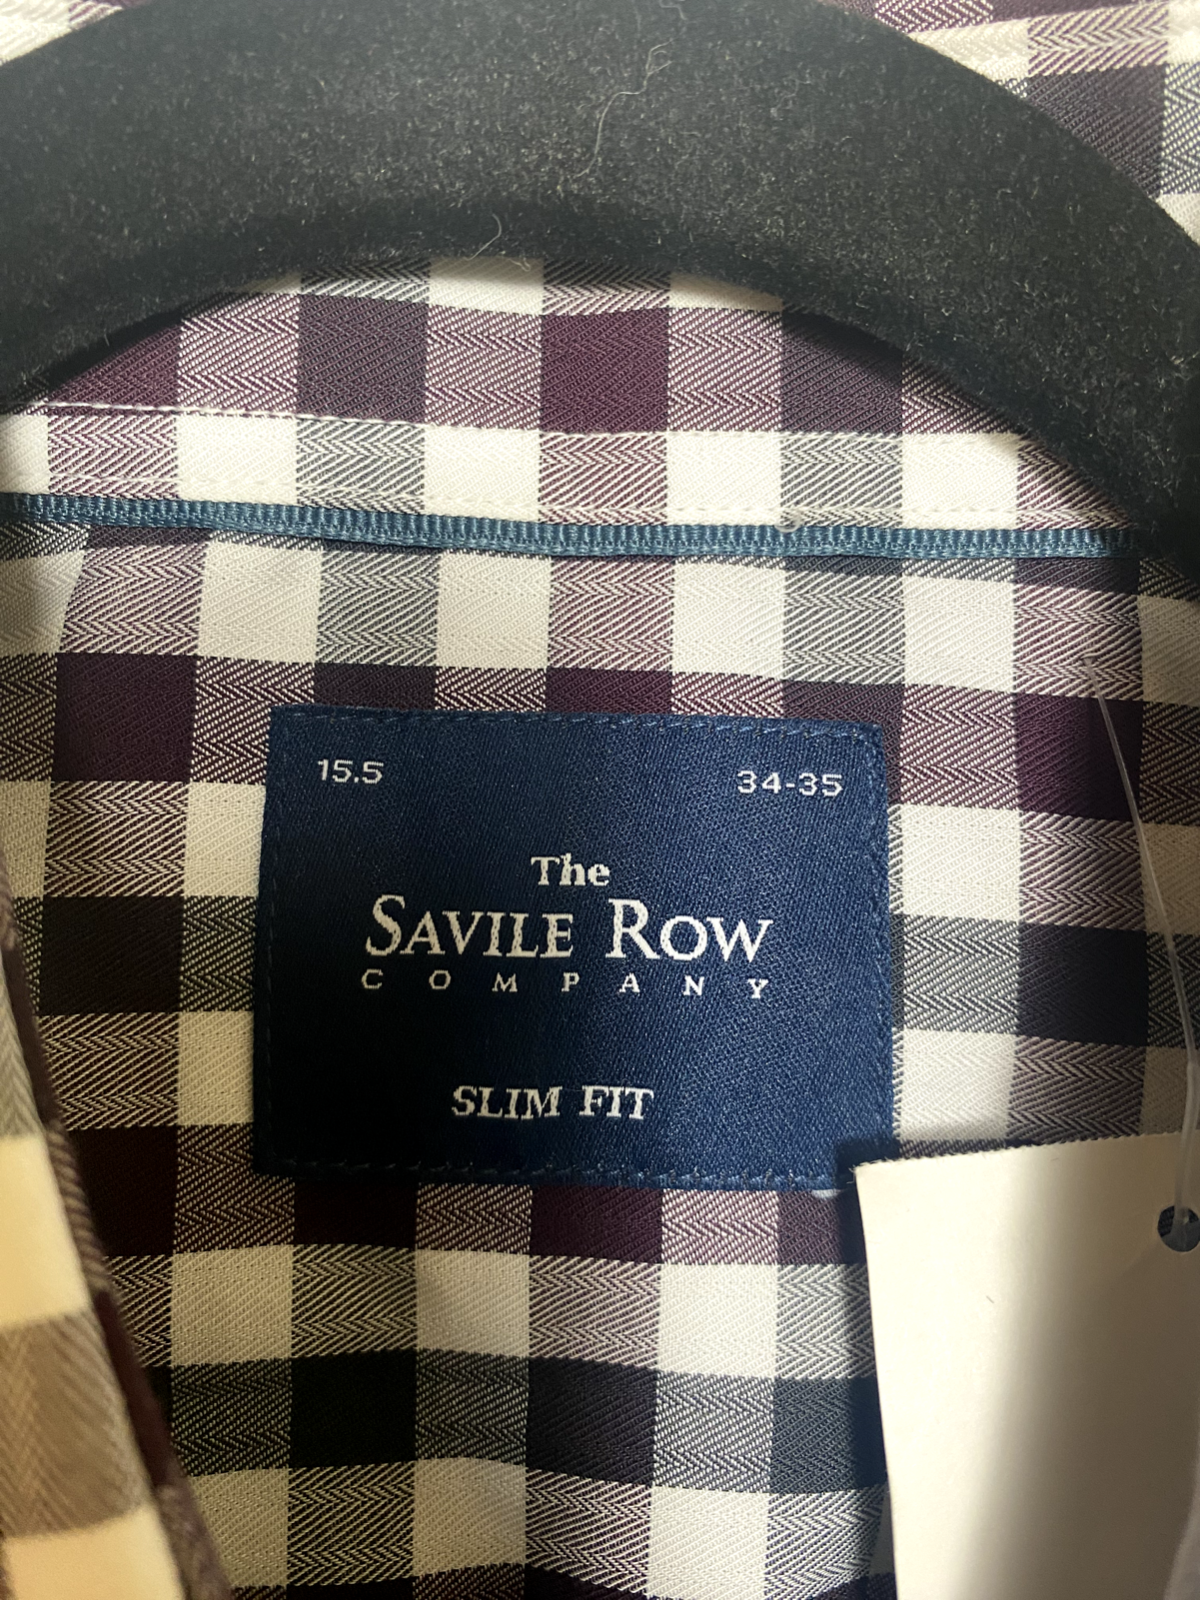 15.5 34-35
The
SAVILE ROW
COMPANY
SLIM FIT